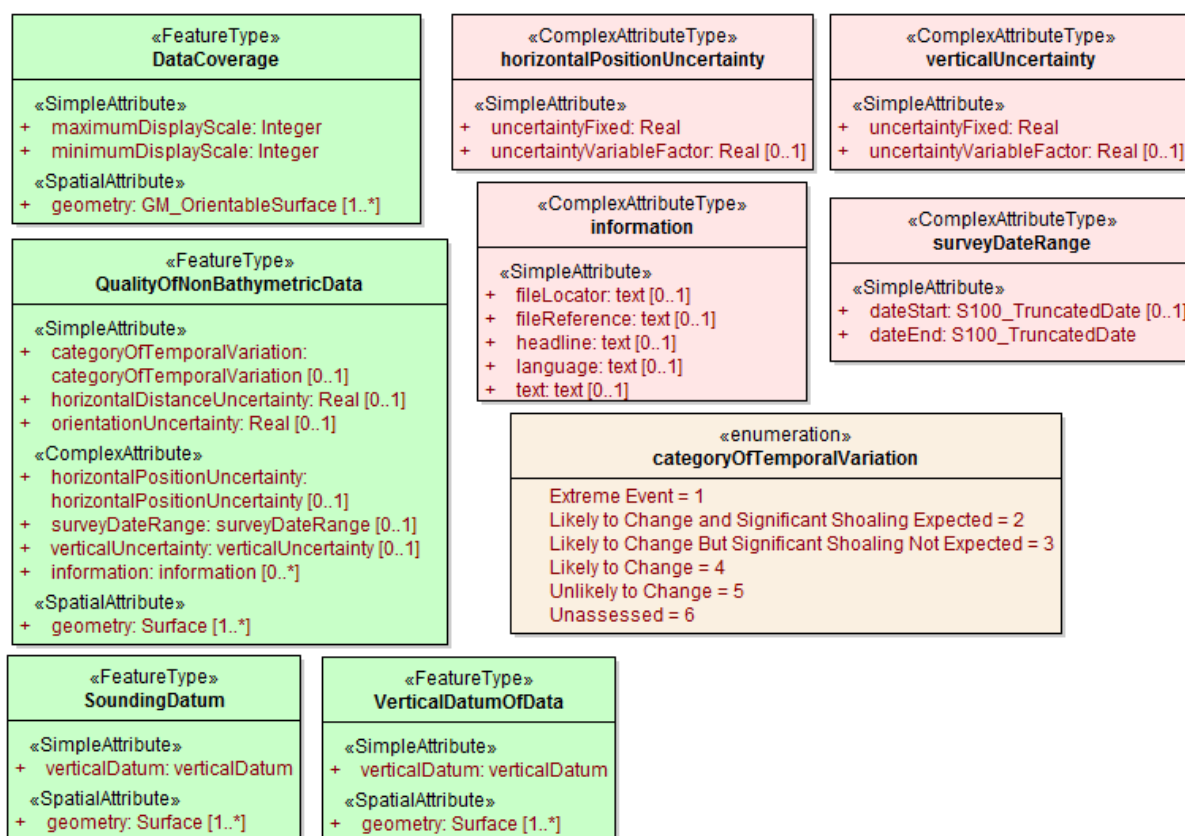 «FeatureType»
DataCoverage
«SimpleAttribute»
+ maximumDisplayScale: Integer
+ minimumDisplayScale: Integer
«SpatialAttribute»
+ geometry: GM_OrientableSurface [1..*]
«ComplexAttributeType»
horizontalPositionUncertainty
«SimpleAttribute»
+ uncertaintyFixed: Real
+ uncertaintyVariableFactor: Real [0..1]
«ComplexAttributeType»
verticalUncertainty
«SimpleAttribute»
+ uncertaintyFixed: Real
+ uncertaintyVariableFactor: Real [0..1]
«ComplexAttributeType»
information
«SimpleAttribute»
+ fileLocator: text [0..1]
+ fileReference: text [0..1]
+ headline: text [0..1]
+ language: text [0..1]
+ text: text [0..1]
«ComplexAttributeType»
surveyDateRange
«SimpleAttribute»
+ dateStart: S100_TruncatedDate [0..1]
+ dateEnd: S100_TruncatedDate
«FeatureType»
QualityOfNonBathymetricData
«SimpleAttribute»
+ categoryOfTemporalVariation:
categoryOfTemporalVariation [0..1]
+ horizontalDistanceUncertainty: Real [0..1]
+ orientationUncertainty: Real [0..1]
«ComplexAttribute»
+ horizontalPositionUncertainty:
horizontalPositionUncertainty [0..1]
+ surveyDateRange: surveyDateRange [0..1]
+ verticalUncertainty: verticalUncertainty [0..1]
+ information: information [0..*]
«SpatialAttribute»
+ geometry: Surface [1..*]
«enumeration»
categoryOfTemporalVariation
Extreme Event = 1
Likely to Change and Significant Shoaling Expected = 2
Likely to Change But Significant Shoaling Not Expected = 3
Likely to Change = 4
Unlikely to Change = 5
Unassessed = 6
«FeatureType»
SoundingDatum
«SimpleAttribute»
+ verticalDatum: verticalDatum
«SpatialAttribute»
+ geometry: Surface [1..*]
«FeatureType»
VerticalDatumOfData
«SimpleAttribute»
+ verticalDatum: verticalDatum
«SpatialAttribute»
+ geometry: Surface [1..*]